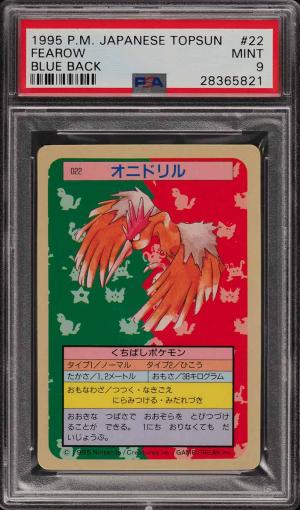 1995 P.M. JAPANESE TOPSUN #22
FEAROW MINT
BLUE BACK 9
PSA 28365821
022 オニドリル
くちばしポケモン
タイプ1/ノーマル タイプ2/ひこう
たかさ/1,2メートル おもさ/38キログラム
おもなわざ/つつく・なきごえ
にらみつける・みだれづき
おおきな つばさで おおぞらを とびつづけ
ることが できる。1にち おりなくても だ
いじょうぶ。
© 1995 Nintendo/Creatures inc. GAME FREAK inc.